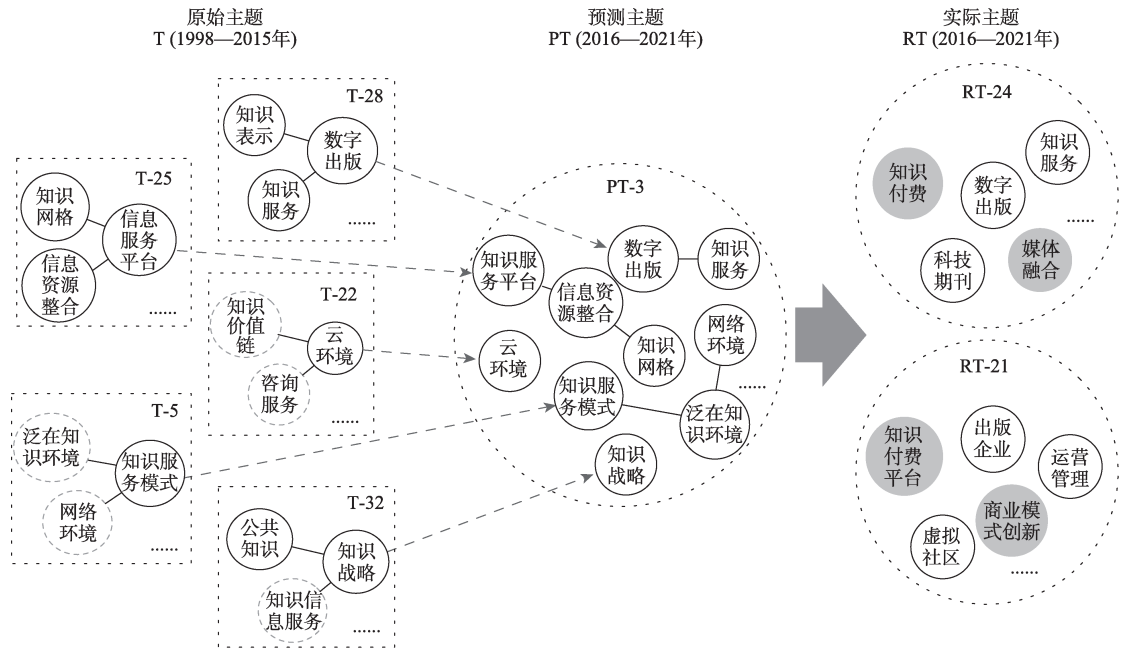 原始主题
T (1998—2015年)
预测主题
PT (2016—2021年)
实际主题
RT (2016—2021年)
T-28
知识
表示
数字
出版
知识
服务
......
T-25
知识
网格
信息
服务
平台
信息
资源
整合
......
T-22
知识
价值
链
云
环境
咨询
服务
......
T-5
泛在知
识环境
知识服
务模式
网络
环境
......
T-32
公共
知识
知识
战略
知识信
息服务
......
PT-3
知识服
务平台
数字
出版
知识
服务
信息资
源整合
网络
环境
云
环境
知识
网格
......
知识服
务模式
泛在知
识环境
知识
战略
RT-24
知识
服务
知识
付费
数字
出版
......
科技
期刊
媒体
融合
RT-21
知识
付费
平台
出版
企业
运营
管理
商业模
式创新
虚拟
社区
......